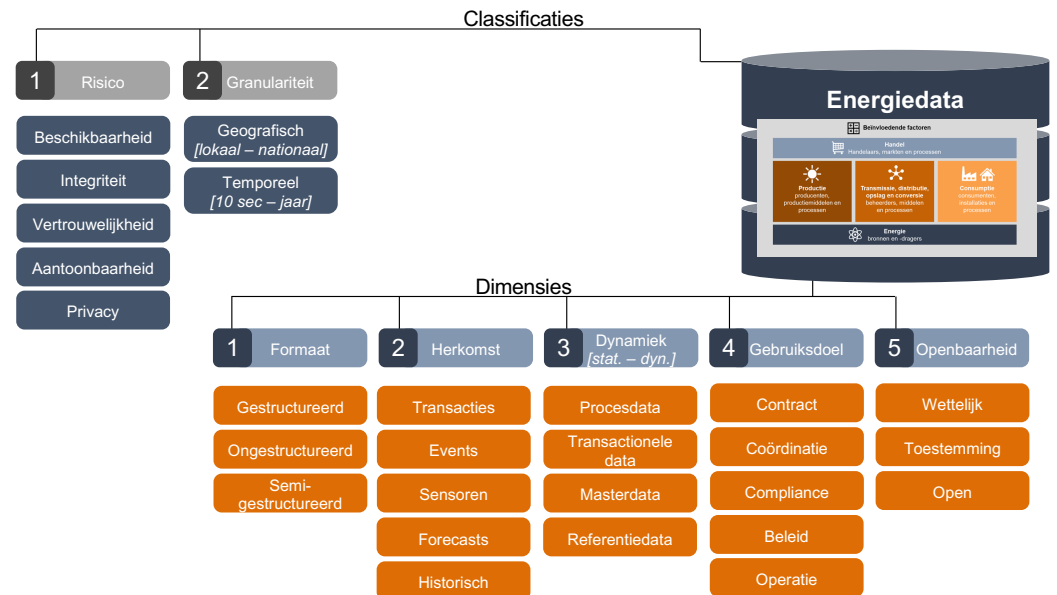 Classificaties
1 Risico
Beschikbaarheid
Integriteit
Vertrouwelijkheid
Aantoonbaarheid
Privacy
2 Granulariteit
Geografisch
[lokaal – nationaal]
Temporeel
[10 sec – jaar]
Energiedata
Beïnvloedende factoren
Handel
Handelaars, markten en processen
Productie
producenten,
productiemiddelen en
processen
Transmissie, distributie,
opslag en conversie
beheerders, middelen
en processen
Consumptie
consumenten,
installaties en
processen
Energie
bronnen en -dragers
Dimensies
1 Formaat
Gestructureerd
Ongestructureerd
Semi-
gestructureerd
2 Herkomst
Transacties
Events
Sensoren
Forecasts
Historisch
3 Dynamiek
[stat. – dyn.]
Procesdata
Transactionele
data
Masterdata
Referentiedata
4 Gebruiksdoel
Contract
Coördinatie
Compliance
Beleid
Operatie
5 Openbaarheid
Wettelijk
Toestemming
Open